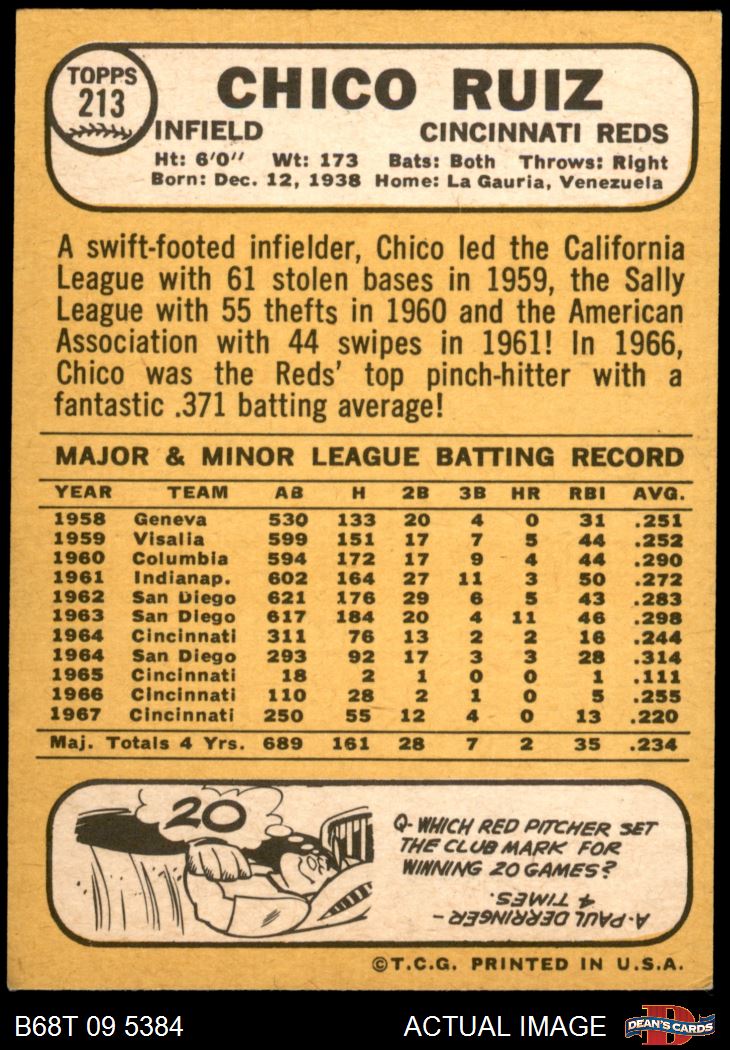 TOPPS
213
CHICO RUIZ
INFIELD CINCINNATI REDS
Ht: 6'0" Wt: 173 Bats: Both Throws: Right
Born: Dec. 12, 1938 Home: La Gauria, Venezuela
A swift-footed infielder, Chico led the California
League with 61 stolen bases in 1959, the Sally
League with 55 thefts in 1960 and the American
Association with 44 swipes in 1961! In 1966,
Chico was the Reds' top pinch-hitter with a
fantastic .371 batting average!
MAJOR & MINOR LEAGUE BATTING RECORD
YEAR TEAM AB H 2B 3B HR RBI AVG.
1958 Geneva 530 133 20 4 0 31 .251
1959 Visalia 599 151 17 7 5 44 .252
1960 Columbia 594 172 17 9 4 44 .290
1961 Indianap. 602 164 27 11 3 50 .272
1962 San Diego 621 176 29 6 5 43 .283
1963 San Diego 617 184 20 4 11 46 .298
1964 Cincinnati 311 76 13 2 2 16 .244
1964 San Diego 293 92 17 3 3 28 .314
1965 Cincinnati 18 2 1 0 0 1 .111
1966 Cincinnati 110 28 2 1 0 5 .255
1967 Cincinnati 250 55 12 4 0 13 .220
Maj. Totals 4 Yrs. 689 161 28 7 2 35 .234
20
Q- WHICH RED PITCHER SET
THE CLUB MARK FOR
WINNING 20 GAMES?
A- PAUL DERRINGER -
4 TIMES.
©T.C.G. PRINTED IN U.S.A.
B68T 09 5384 ACTUAL IMAGE
D
DEAN'S CARDS